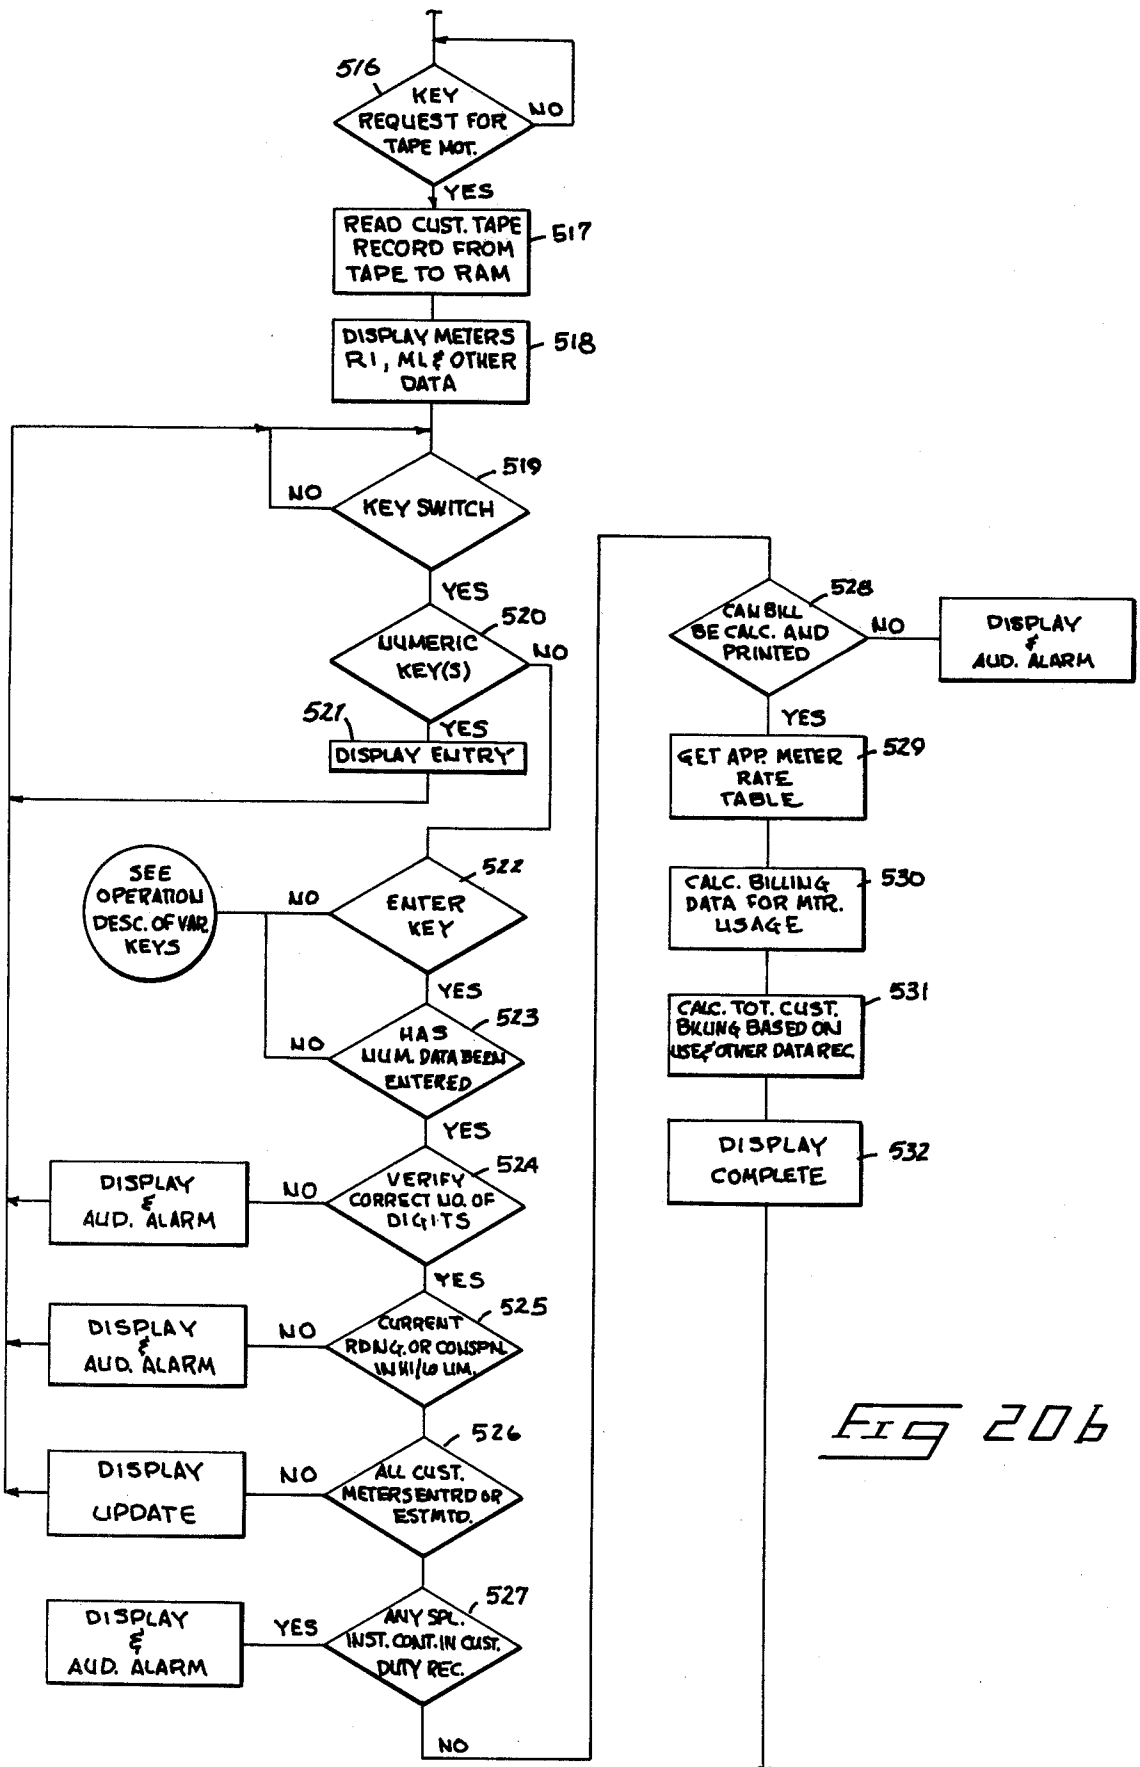 516
KEY
REQUEST FOR
TAPE MOT.
NO
YES
READ CUST. TAPE
RECORD FROM
TAPE TO RAM
517
DISPLAY METERS
RI, ML & OTHER
DATA
518
519
NO
KEY SWITCH
YES
520
NUMERIC
KEY(S)
NO
521
YES
DISPLAY ENTRY
SEE
OPERATION
DESC. OF VAR.
KEYS
NO
522
ENTER
KEY
YES
523
NO
HAS
NUM. DATA BEEN
ENTERED
YES
524
DISPLAY
&
AUD. ALARM
NO
VERIFY
CORRECT NO. OF
DIGITS
YES
525
DISPLAY
&
AUD. ALARM
NO
CURRENT
RDNG. OR CONSPN.
IN HI/LO LIM.
526
DISPLAY
UPDATE
NO
ALL CUST.
METERS ENTRD OR
ESTMTD.
527
DISPLAY
&
AUD. ALARM
YES
ANY SPL.
INST. CONT. IN CUST.
DUTY REC.
NO
528
CAN BILL
BE CALC. AND
PRINTED
NO
DISPLAY
&
AUD. ALARM
YES
GET APP. METER
RATE
TABLE
529
CALC. BILLING
DATA FOR MTR.
USAGE
530
CALC. TOT. CUST.
BILLING BASED ON
USE & OTHER DATA REC.
531
DISPLAY
COMPLETE
532
Fig 20b